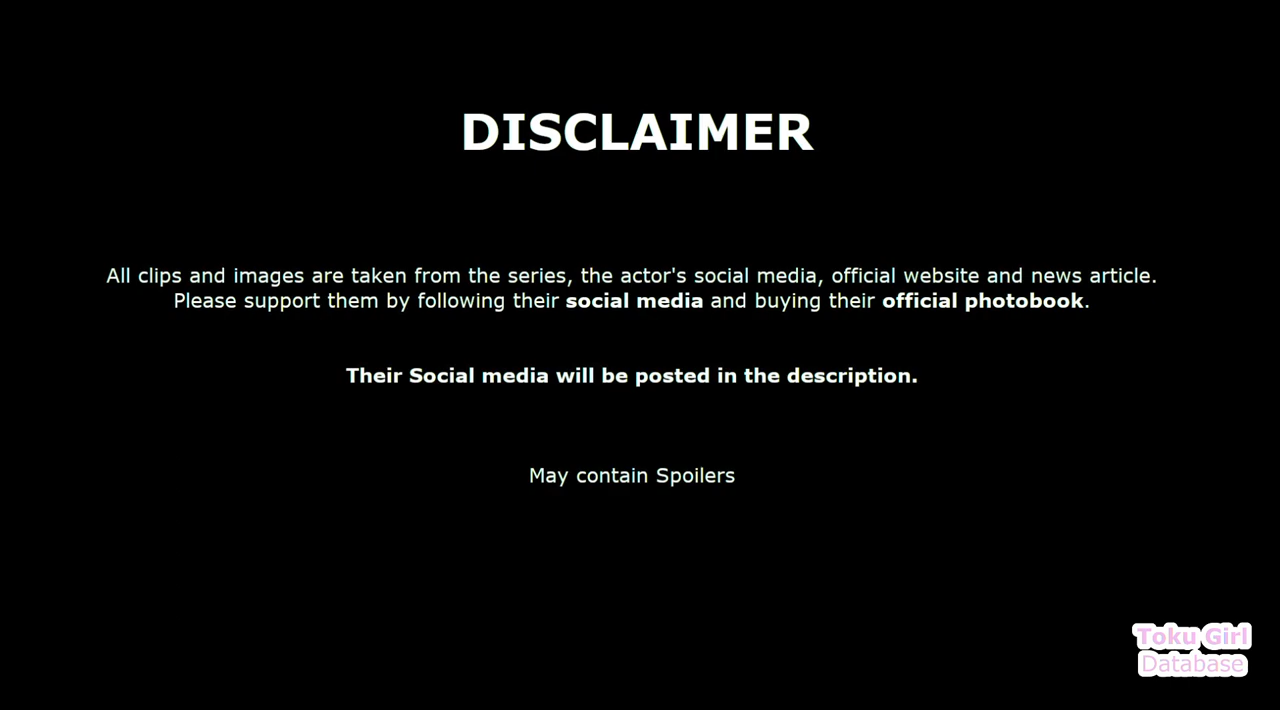 DISCLAIMER
All clips and images are taken from the series, the actor's social media, official website and news article.
Please support them by following their social media and buying their official photobook.
Their Social media will be posted in the description.
May contain Spoilers
Toku Girl
Database